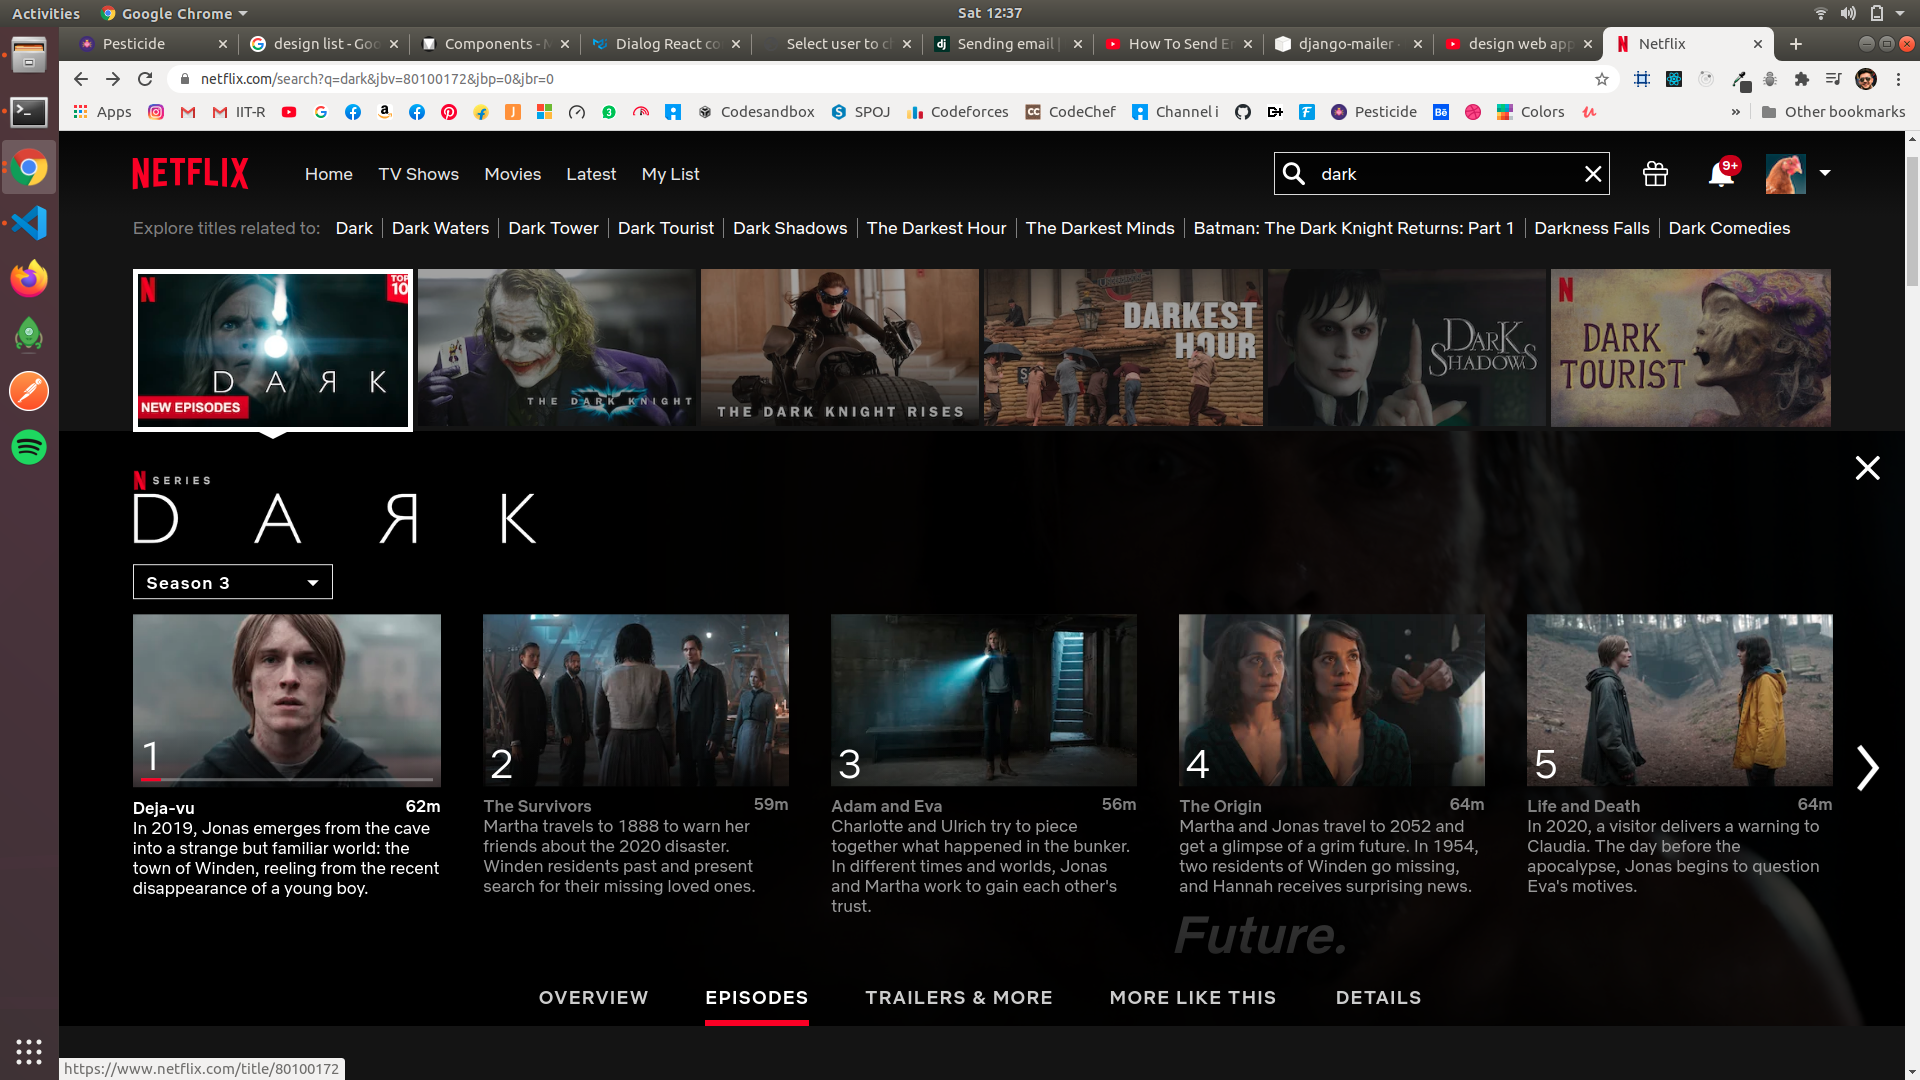 Activities
Google Chrome
Sat 12:37
Pesticide
design list - Goo
Components - M
Dialog React co
Select user to cl
Sending email |
How To Send E
django-mailer -
design web app
Netflix
netflix.com/search?q=dark&jbv=80100172&jbp=0&jbr=0
Apps
IIT-R
Codesandbox
SPOJ
Codeforces
CodeChef
Channel i
Pesticide
Colors
»
Other bookmarks
NETFLIX
Home
TV Shows
Movies
Latest
My List
dark
9+
Explore titles related to:
Dark
Dark Waters
Dark Tower
Dark Tourist
Dark Shadows
The Darkest Hour
The Darkest Minds
Batman: The Dark Knight Returns: Part 1
Darkness Falls
Dark Comedies
N
TOP
10
DAЯK
NEW EPISODES
THE DARK KNIGHT
THE DARK KNIGHT RISES
DARKEST
HOUR
DARK
SHADOWS
N
DARK
TOURIST
N SERIES
DAЯK
Season 3
1
Deja-vu
62m
In 2019, Jonas emerges from the cave
into a strange but familiar world: the
town of Winden, reeling from the recent
disappearance of a young boy.
2
The Survivors
59m
Martha travels to 1888 to warn her
friends about the 2020 disaster.
Winden residents past and present
search for their missing loved ones.
3
Adam and Eva
56m
Charlotte and Ulrich try to piece
together what happened in the bunker.
In different times and worlds, Jonas
and Martha work to gain each other's
trust.
4
The Origin
64m
Martha and Jonas travel to 2052 and
get a glimpse of a grim future. In 1954,
two residents of Winden go missing,
and Hannah receives surprising news.
5
Life and Death
64m
In 2020, a visitor delivers a warning to
Claudia. The day before the
apocalypse, Jonas begins to question
Eva's motives.
Future.
OVERVIEW
EPISODES
TRAILERS & MORE
MORE LIKE THIS
DETAILS
https://www.netflix.com/title/80100172